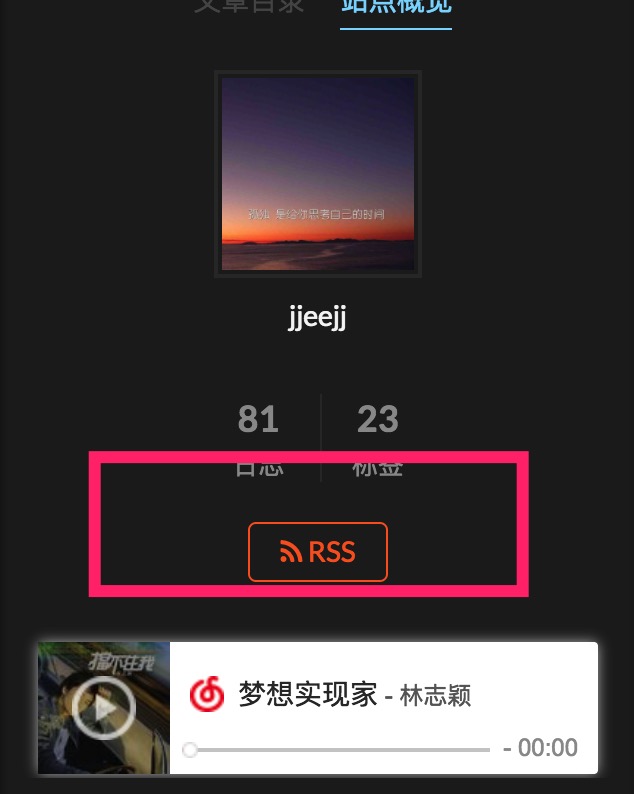 文章目录 站点概览
孤独 是给你思考自己的时间
jjeejj
81 23
日志 标签
RSS
挡不住我
梦想实现家 - 林志颖
- 00:00